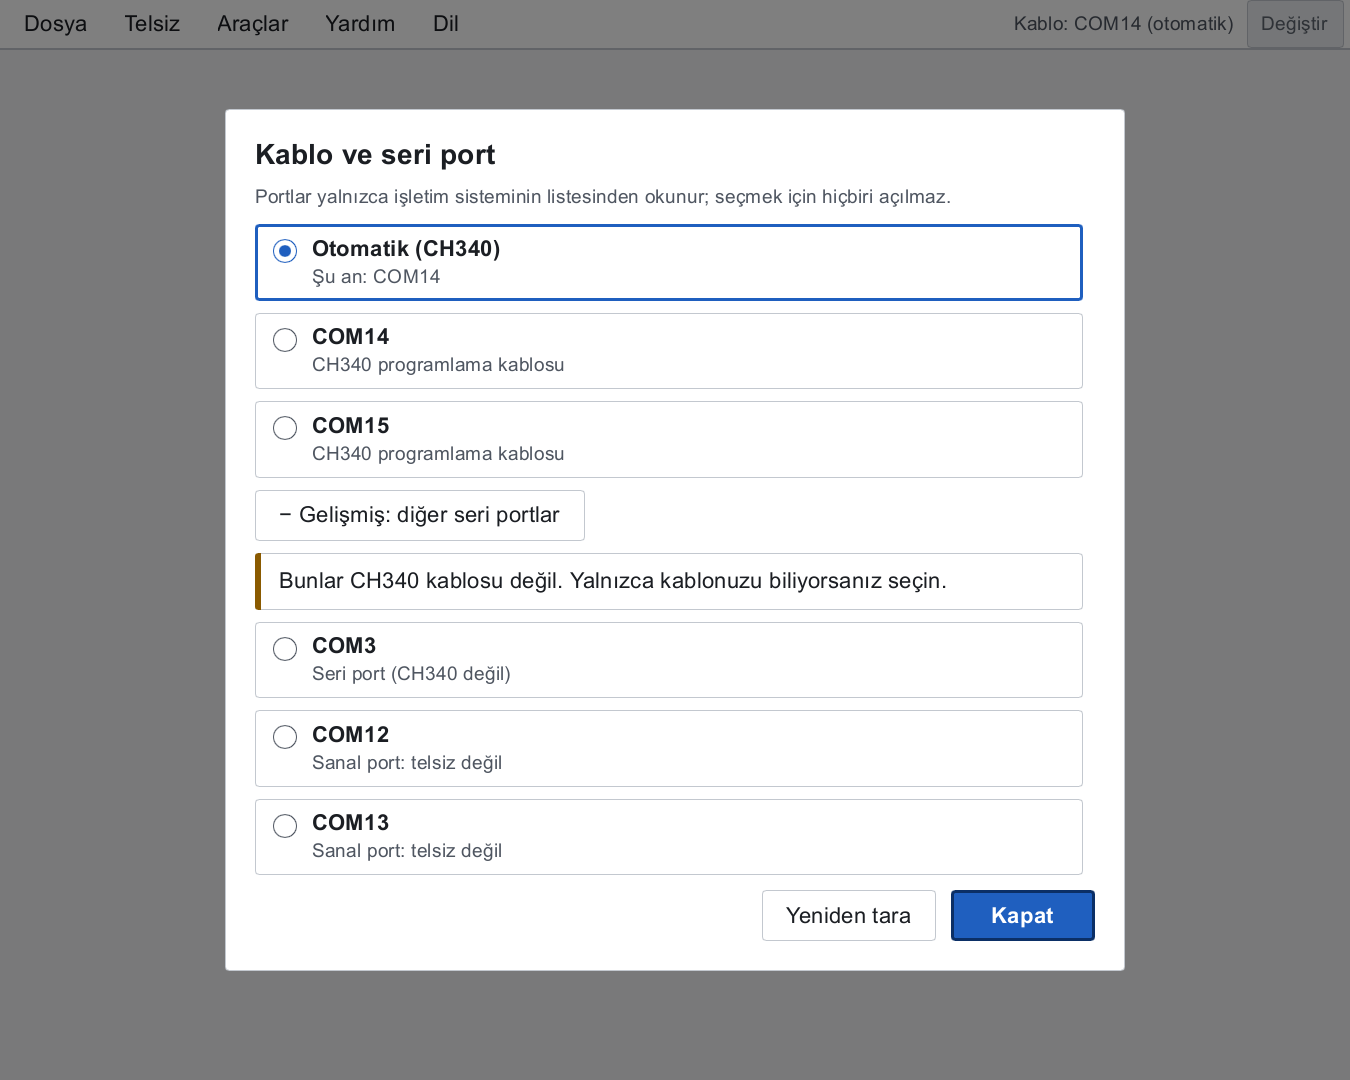 Dosya Telsiz Araçlar Yardım Dil Kablo: COM14 (otomatik) Değiştir
Kablo ve seri port
Portlar yalnızca işletim sisteminin listesinden okunur; seçmek için hiçbiri açılmaz.
Otomatik (CH340)
Şu an: COM14
COM14
CH340 programlama kablosu
COM15
CH340 programlama kablosu
− Gelişmiş: diğer seri portlar
Bunlar CH340 kablosu değil. Yalnızca kablonuzu biliyorsanız seçin.
COM3
Seri port (CH340 değil)
COM12
Sanal port: telsiz değil
COM13
Sanal port: telsiz değil
Yeniden tara Kapat